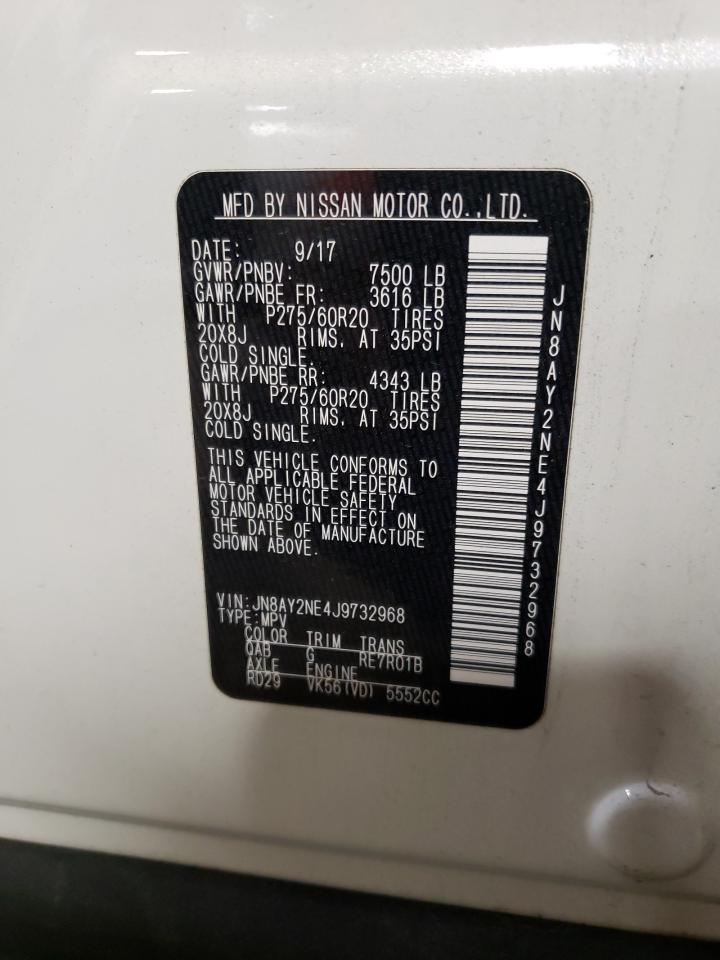 MFD BY NISSAN MOTOR CO.,LTD.
DATE: 9/17
GVWR/PNBV: 7500 LB
GAWR/PNBE FR: 3616 LB
WITH P275/60R20 TIRES
20X8J RIMS. AT 35PSI
COLD SINGLE.
GAWR/PNBE RR: 4343 LB
WITH P275/60R20 TIRES
20X8J RIMS. AT 35PSI
COLD SINGLE.
THIS VEHICLE CONFORMS TO
ALL APPLICABLE FEDERAL
MOTOR VEHICLE SAFETY
STANDARDS IN EFFECT ON
THE DATE OF MANUFACTURE
SHOWN ABOVE.
VIN:JN8AY2NE4J9732968
TYPE:MPV
COLOR TRIM TRANS
QAB G RE7R01B
AXLE ENGINE
RD29 VK56(VD) 5552CC
JN8AY2NE4J9732968